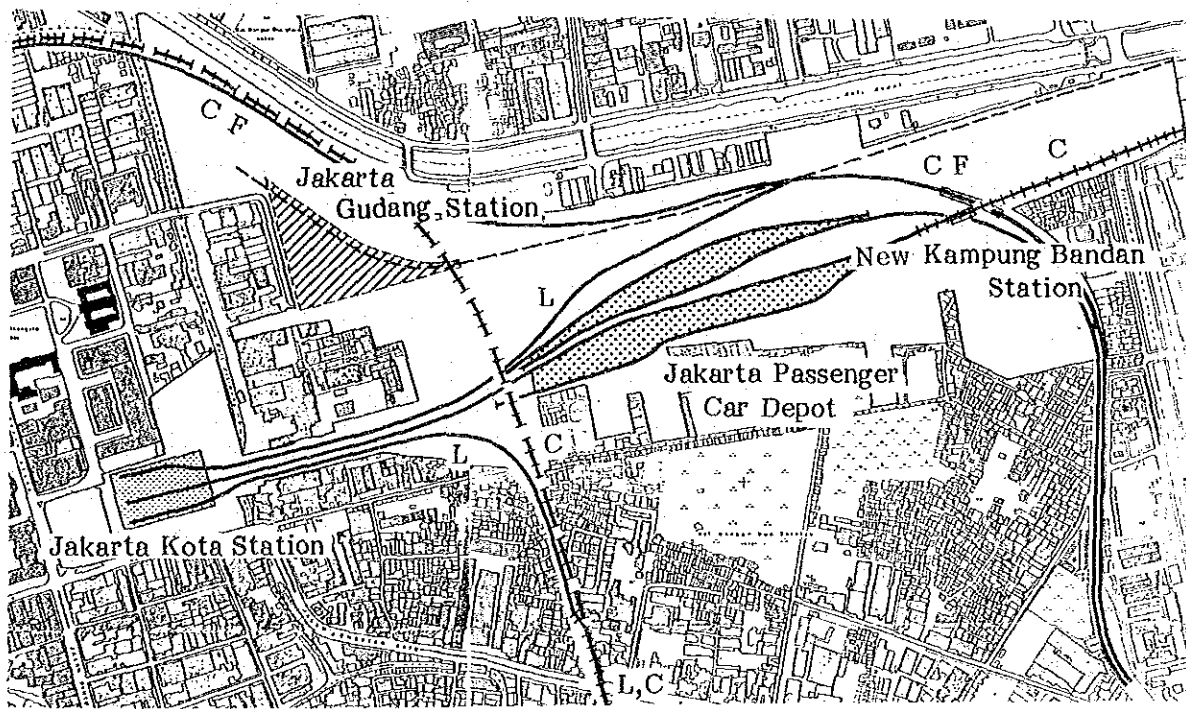 C F
Jakarta
Gudang Station
C F
C
New Kampung Bandan
Station
L
Jakarta Passenger
Car Depot
L
C
Jakarta Kota Station
L,C